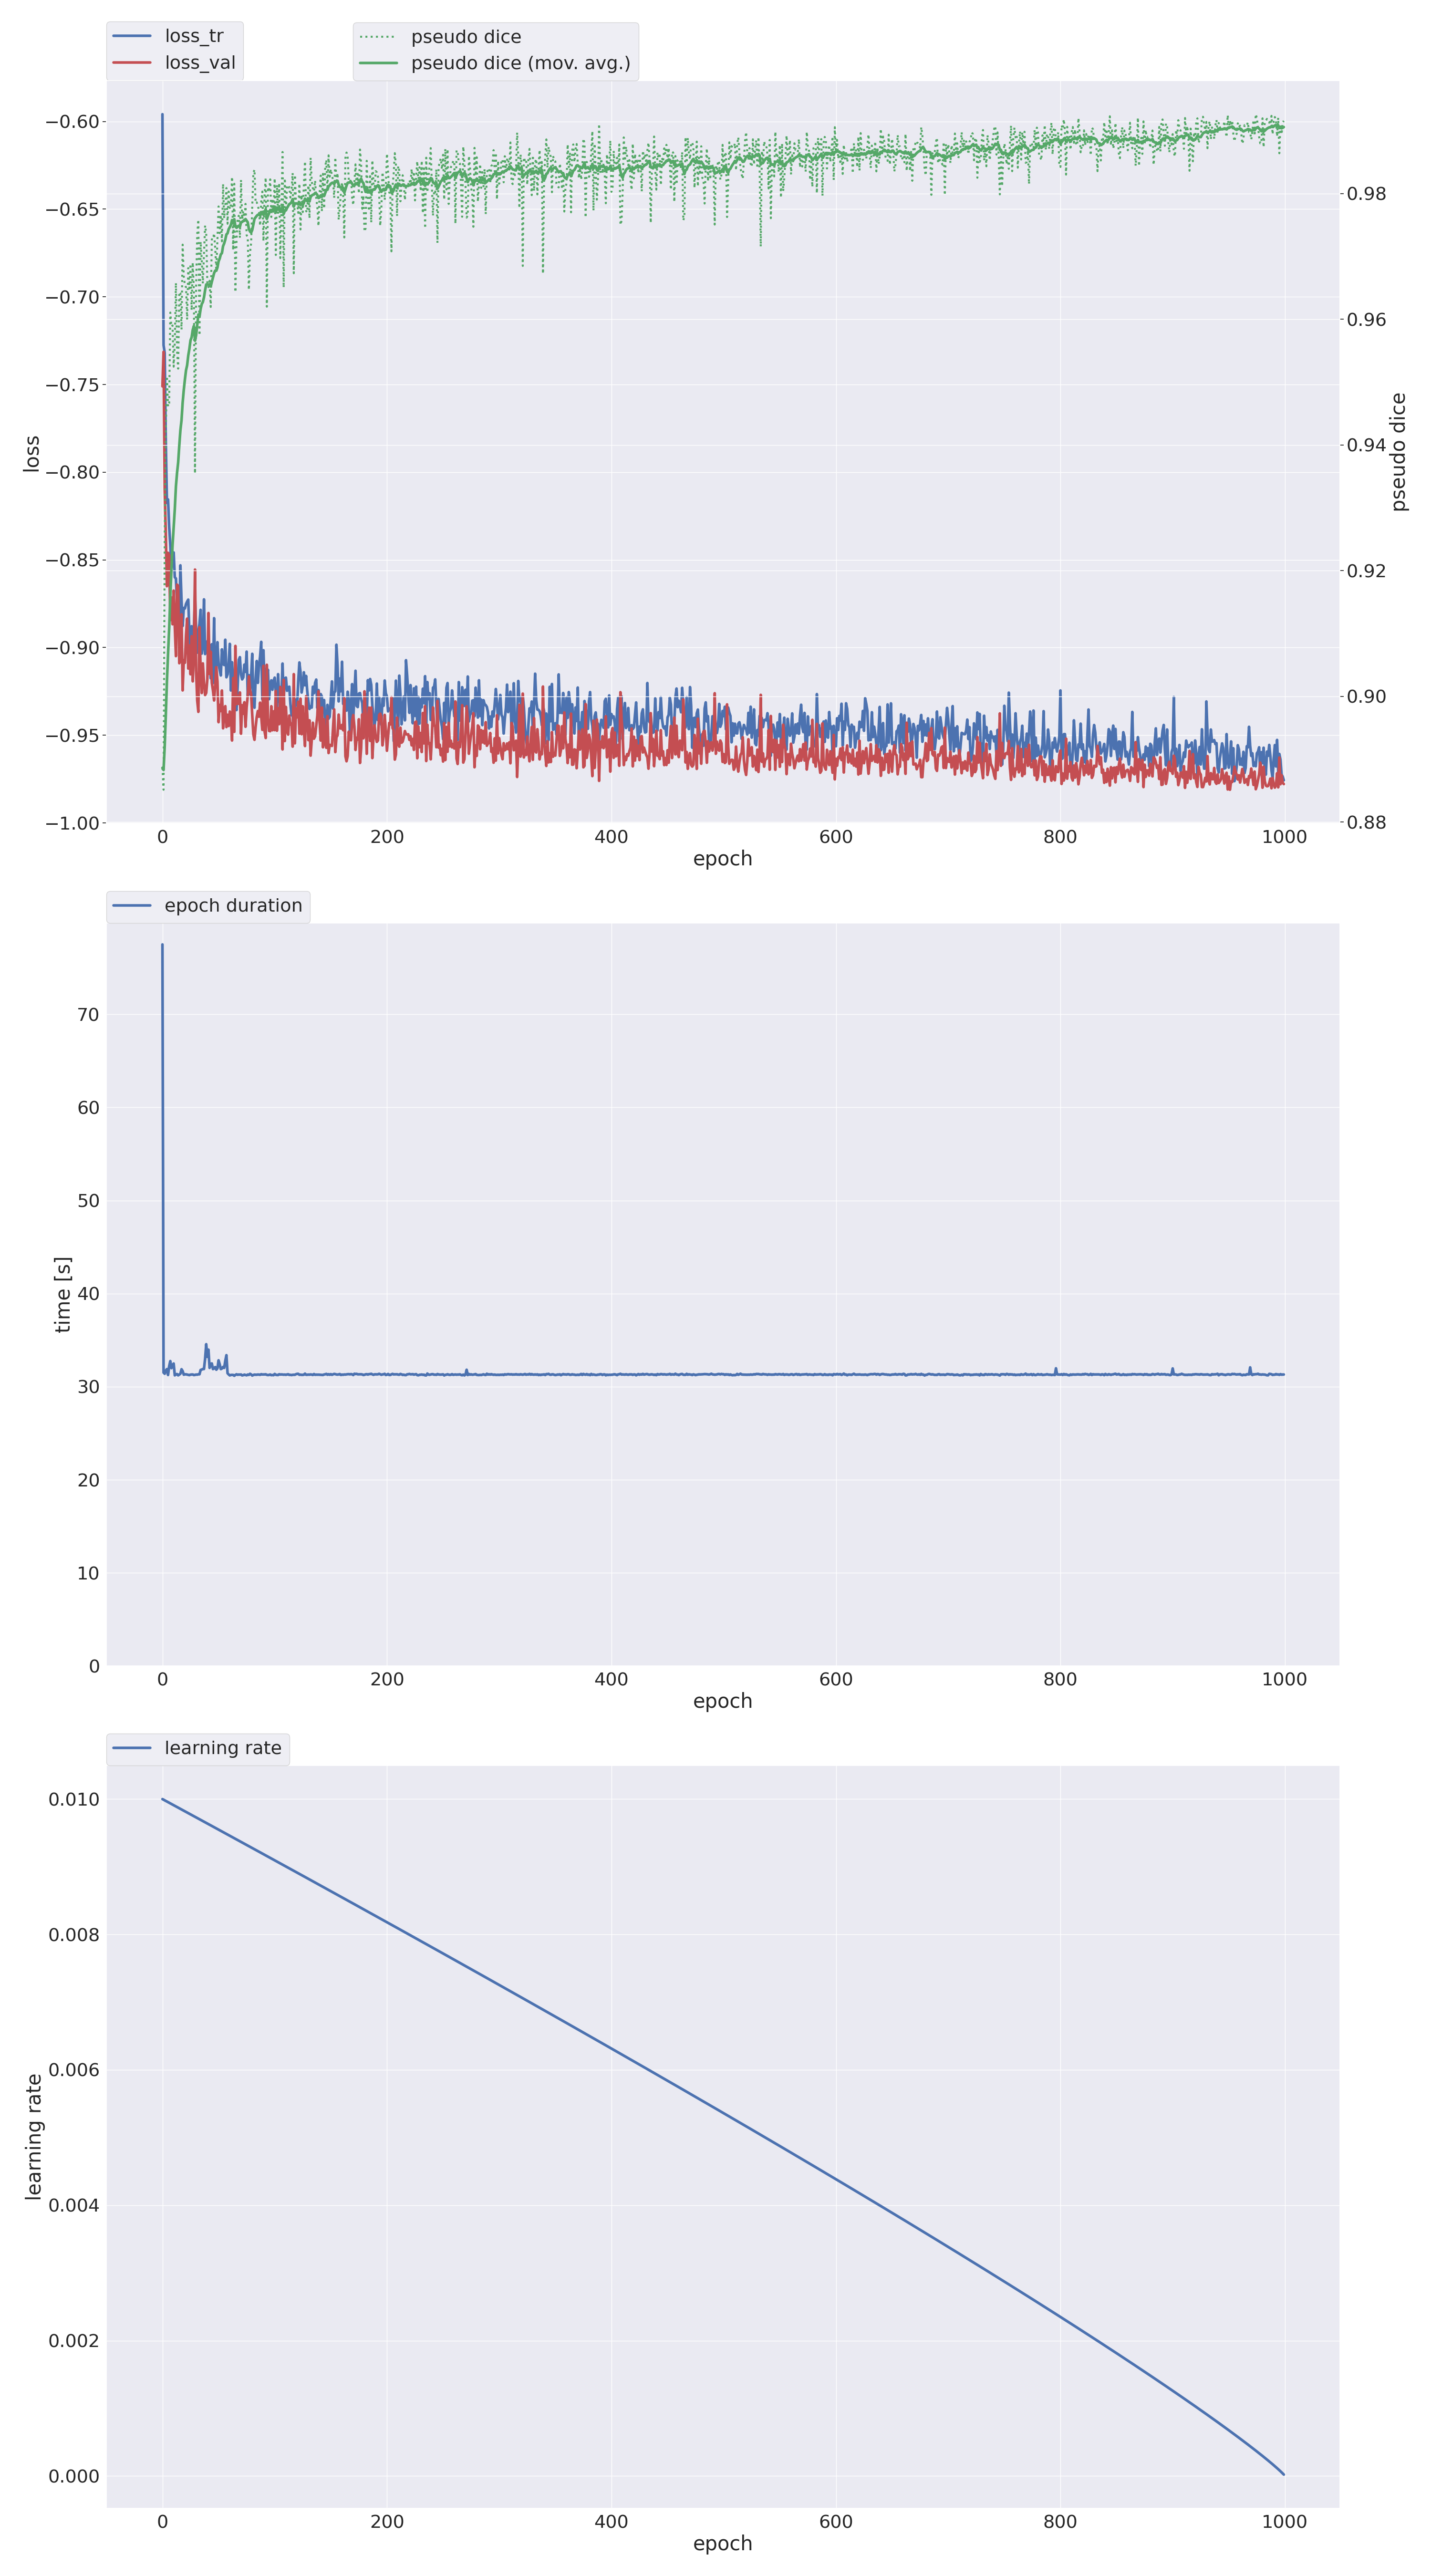 loss_tr
loss_val
pseudo dice
pseudo dice (mov. avg.)
−0.60
−0.65
−0.70
−0.75
−0.80
−0.85
−0.90
−0.95
−1.00
loss
0.98
0.96
0.94
0.92
0.90
0.88
pseudo dice
0 200 400 600 800 1000
epoch
epoch duration
70
60
50
40
30
20
10
0
time [s]
0 200 400 600 800 1000
epoch
learning rate
0.010
0.008
0.006
0.004
0.002
0.000
learning rate
0 200 400 600 800 1000
epoch